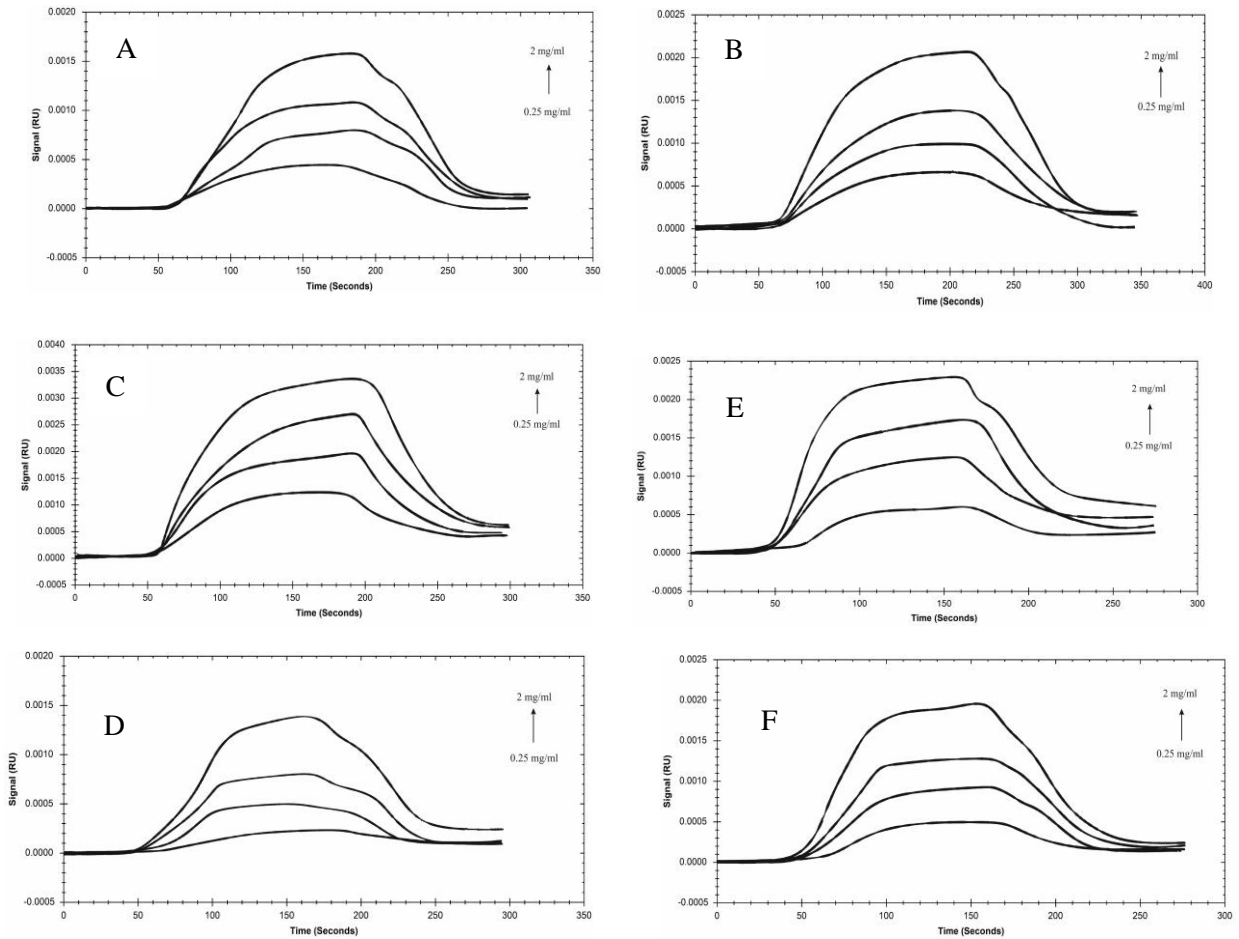 A
0.0020
0.0015
0.0010
0.0005
0.0000
-0.0005
Signal (RU)
0 50 100 150 200 250 300 350
Time (Seconds)
2 mg/ml
0.25 mg/ml
B
0.0025
0.0020
0.0015
0.0010
0.0005
0.0000
-0.0005
Signal (RU)
0 50 100 150 200 250 300 350 400
Time (Seconds)
2 mg/ml
0.25 mg/ml
C
0.0040
0.0035
0.0030
0.0025
0.0020
0.0015
0.0010
0.0005
0.0000
-0.0005
Signal (RU)
0 50 100 150 200 250 300 350
Time (Seconds)
2 mg/ml
0.25 mg/ml
E
0.0025
0.0020
0.0015
0.0010
0.0005
0.0000
-0.0005
Signal (RU)
0 50 100 150 200 250 300
Time (Seconds)
2 mg/ml
0.25 mg/ml
D
0.0020
0.0015
0.0010
0.0005
0.0000
-0.0005
Signal (RU)
0 50 100 150 200 250 300 350
Time (Seconds)
2 mg/ml
0.25 mg/ml
F
0.0025
0.0020
0.0015
0.0010
0.0005
0.0000
-0.0005
Signal (RU)
0 50 100 150 200 250 300
Time (Seconds)
2 mg/ml
0.25 mg/ml